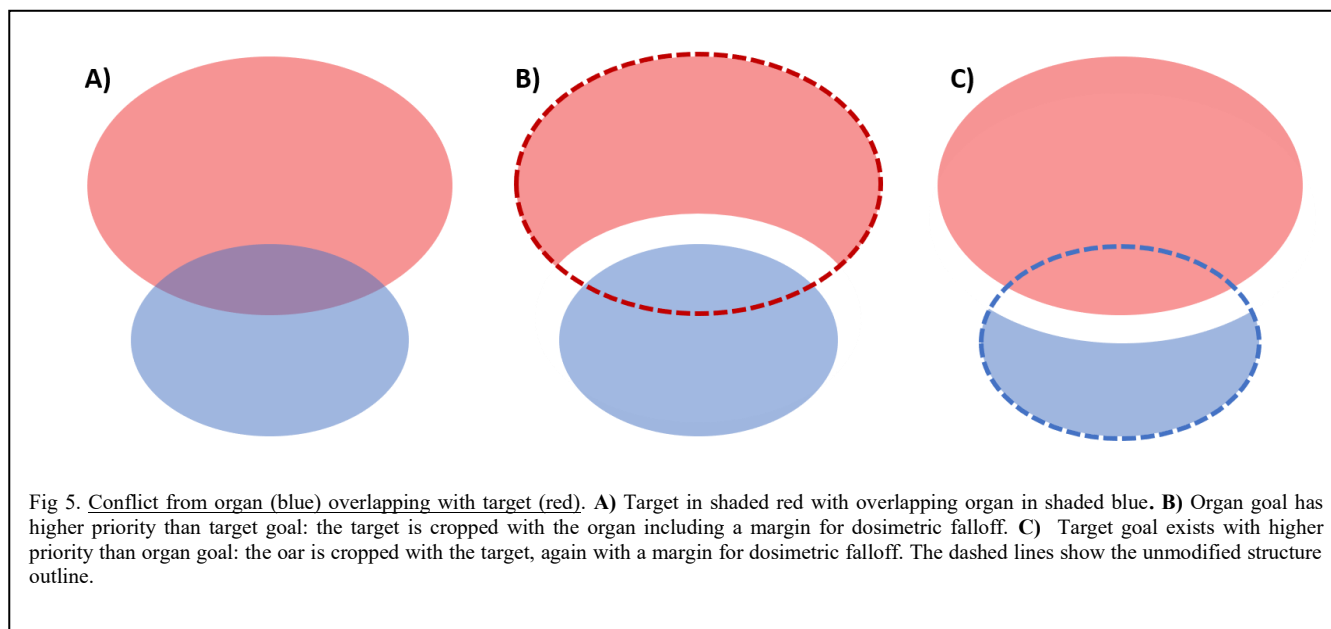 A)
B)
C)
Fig 5. Conflict from organ (blue) overlapping with target (red). A) Target in shaded red with overlapping organ in shaded blue. B) Organ goal has
higher priority than target goal: the target is cropped with the organ including a margin for dosimetric falloff. C) Target goal exists with higher
priority than organ goal: the oar is cropped with the target, again with a margin for dosimetric falloff. The dashed lines show the unmodified structure
outline.